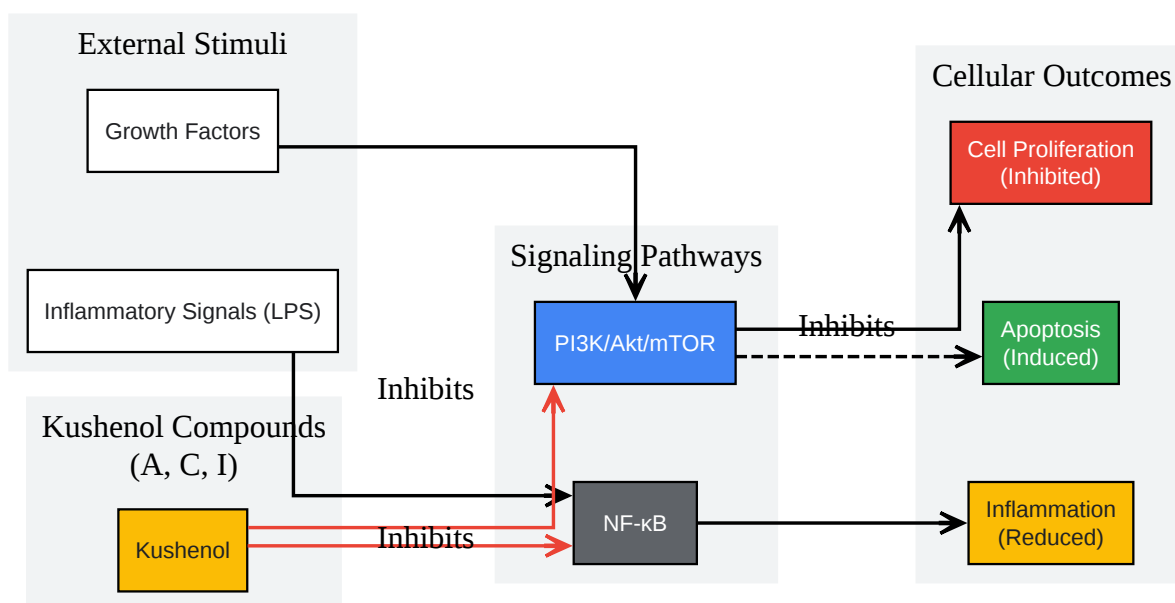 External Stimuli
Growth Factors
Inflammatory Signals (LPS)
Kushenol Compounds
(A, C, I)
Kushenol
Inhibits
Inhibits
Signaling Pathways
PI3K/Akt/mTOR
NF-κB
Inhibits
Cellular Outcomes
Cell Proliferation
(Inhibited)
Apoptosis
(Induced)
Inflammation
(Reduced)